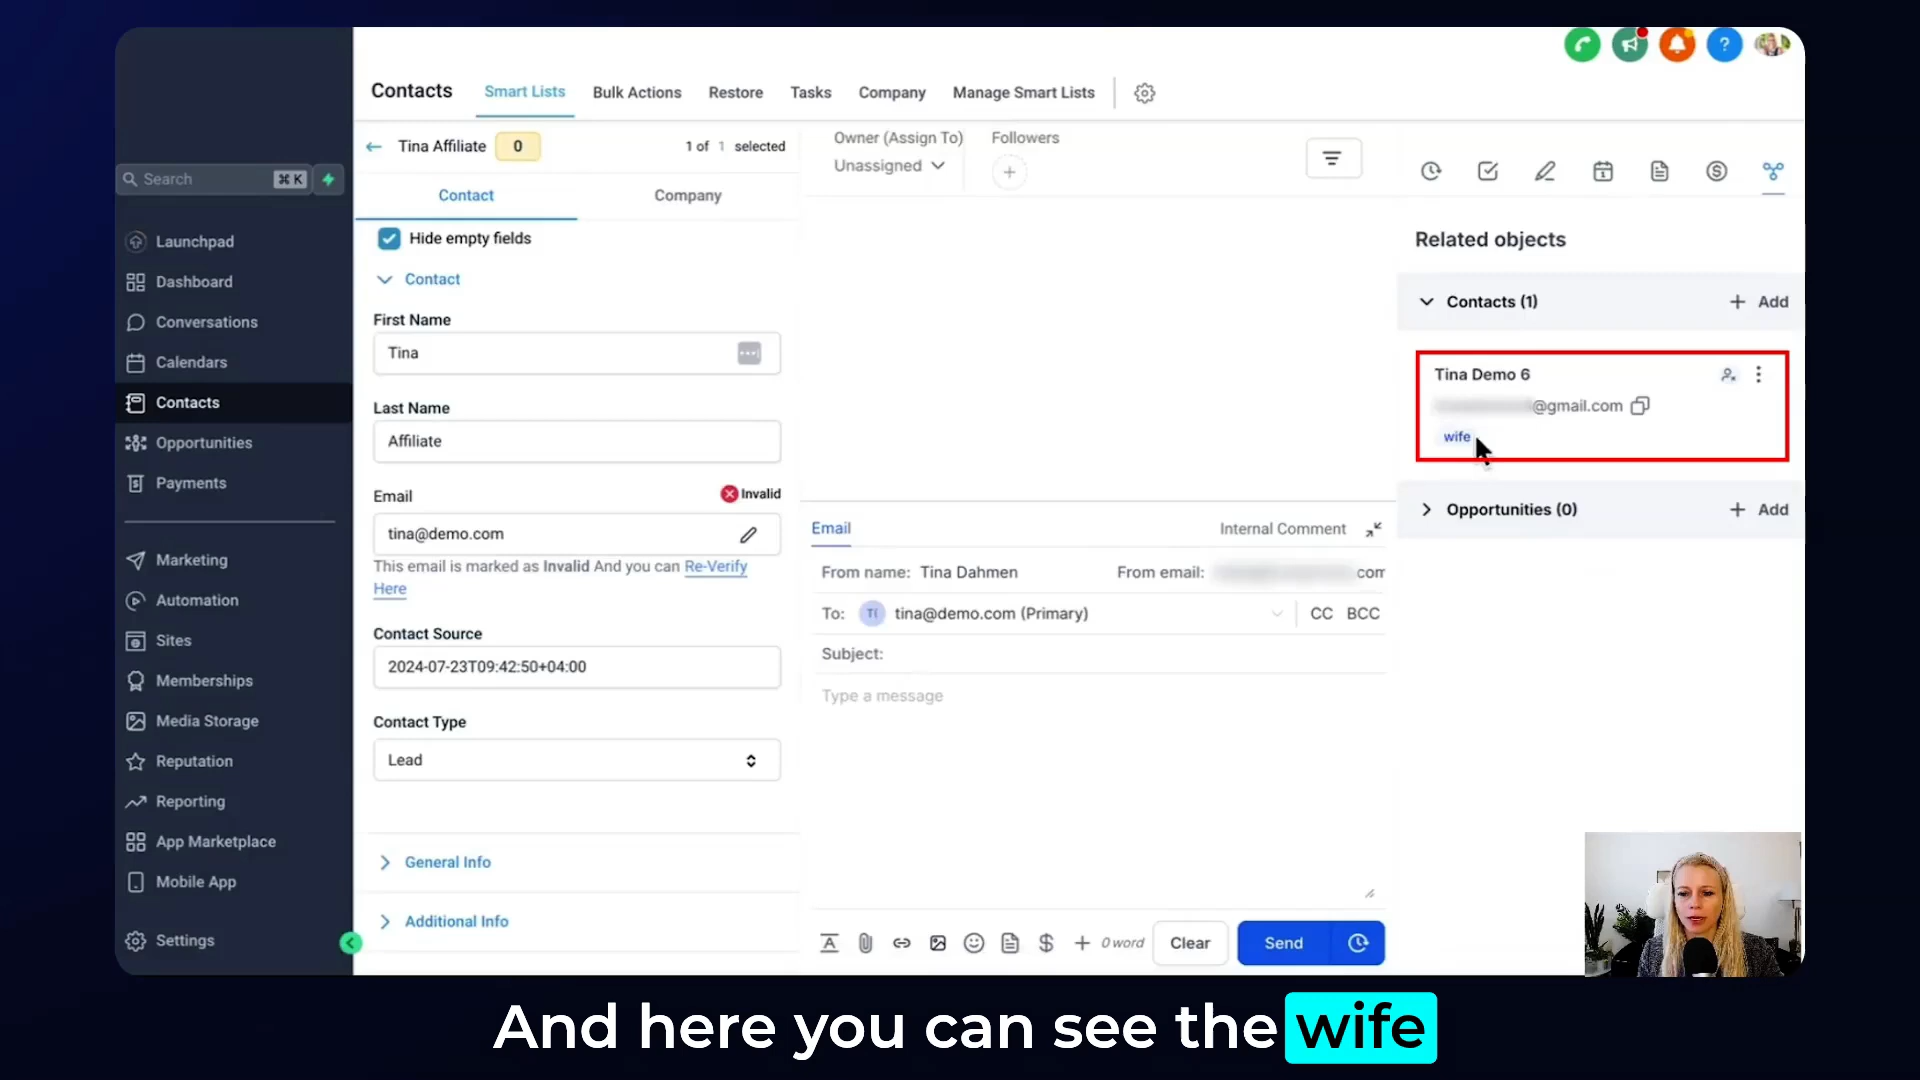 Search
⌘ K
Launchpad
Dashboard
Conversations
Calendars
Contacts
Opportunities
Payments
Marketing
Automation
Sites
Memberships
Media Storage
Reputation
Reporting
App Marketplace
Mobile App
Settings
Contacts
Smart Lists
Bulk Actions
Restore
Tasks
Company
Manage Smart Lists
?
Tina Affiliate
0
1 of 1 selected
Contact
Company
Hide empty fields
Contact
First Name
Tina
Last Name
Affiliate
Email
Invalid
tina@demo.com
This email is marked as Invalid And you can Re-Verify
Here
Contact Source
2024-07-23T09:42:50+04:00
Contact Type
Lead
General Info
Additional Info
Owner (Assign To)
Unassigned
Followers
Email
Internal Comment
From name: Tina Dahmen
From email:
com
To:
T(
tina@demo.com (Primary)
CC
BCC
Subject:
Type a message
0 word
Clear
Send
Related objects
Contacts (1)
+ Add
Tina Demo 6
@gmail.com
wife
Opportunities (0)
+ Add
And here you can see the wife